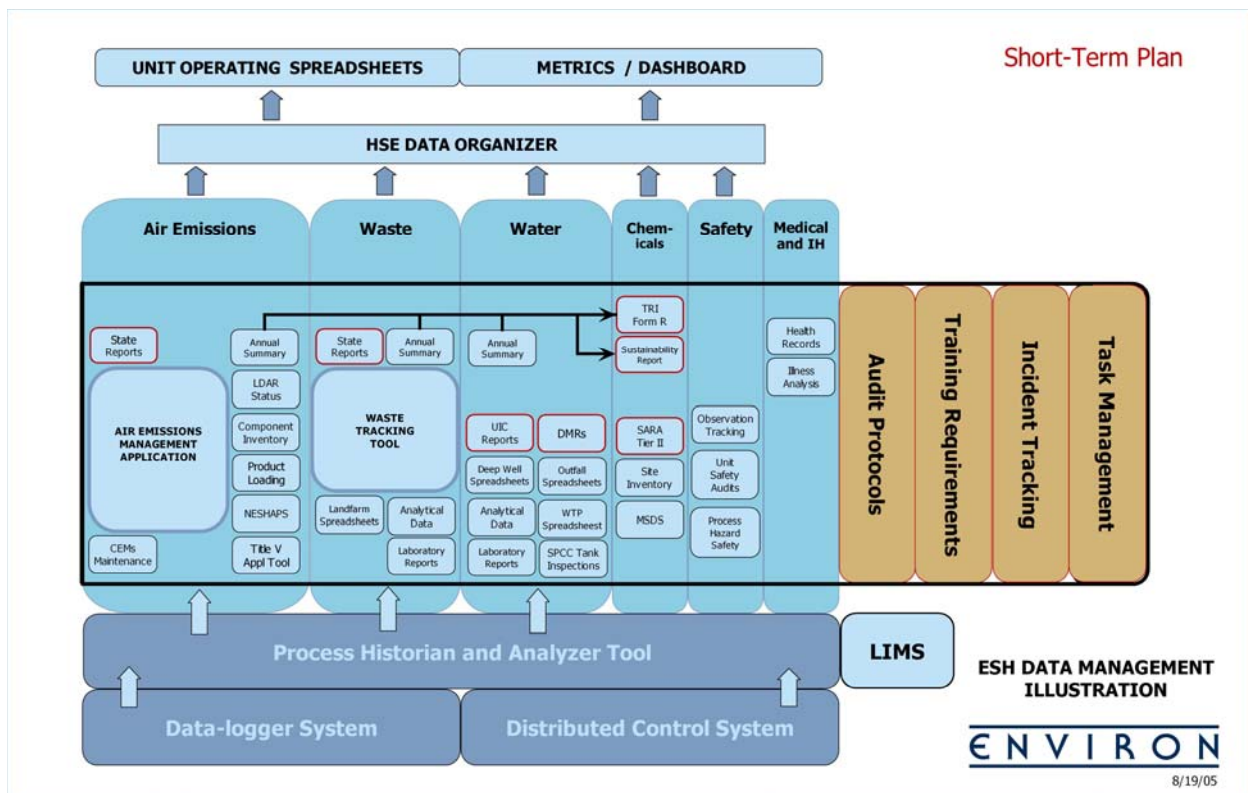 UNIT OPERATING SPREADSHEETS
METRICS / DASHBOARD
Short-Term Plan
HSE DATA ORGANIZER
Air Emissions
Waste
Water
Chem-
icals
Safety
Medical
and IH
State
Reports
AIR EMISSIONS
MANAGEMENT
APPLICATION
CEMs
Maintenance
Annual
Summary
LDAR
Status
Component
Inventory
Product
Loading
NESHAPS
Title V
Appl Tool
State
Reports
Annual
Summary
WASTE
TRACKING
TOOL
Landfarm
Spreadsheets
Analytical
Data
Laboratory
Reports
Annual
Summary
UIC
Reports
DMRs
Deep Well
Spreadsheets
Outfall
Spreadsheets
Analytical
Data
WTP
Spreadsheest
Laboratory
Reports
SPCC Tank
Inspections
TRI
Form R
Sustainability
Report
SARA
Tier II
Site
Inventory
MSDS
Observation
Tracking
Unit
Safety
Audits
Process
Hazard
Safety
Health
Records
Illness
Analysis
Audit Protocols
Training Requirements
Incident Tracking
Task Management
Process Historian and Analyzer Tool
LIMS
Data-logger System
Distributed Control System
ESH DATA MANAGEMENT
ILLUSTRATION
ENVIRON
8/19/05